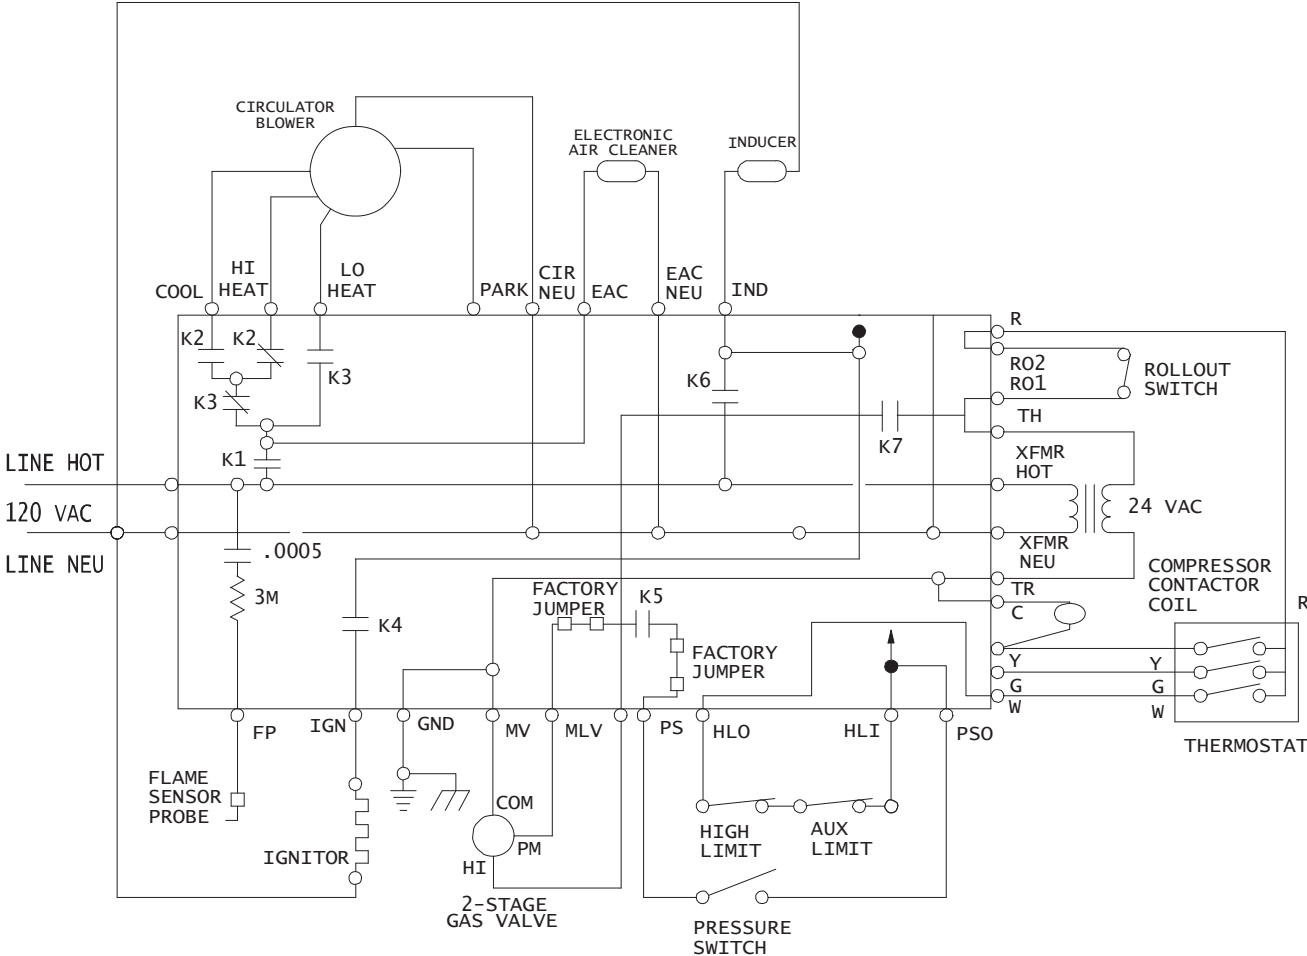 CIRCULATOR
BLOWER
ELECTRONIC
AIR CLEANER
INDUCER
COOL
HI
HEAT
LO
HEAT
PARK
CIR
NEU
EAC
EAC
NEU
IND
R
K2
K2
K3
K3
K6
K7
RO2
RO1
ROLLOUT
SWITCH
TH
K1
LINE HOT
XFMR
HOT
120 VAC
24 VAC
LINE NEU
XFMR
NEU
.0005
3M
K4
FACTORY
JUMPER
K5
FACTORY
JUMPER
TR
C
COMPRESSOR
CONTACTOR
COIL
R
Y
G
W
Y
G
W
THERMOSTAT
FP
IGN
GND
MV
MLV
PS
HLO
HLI
PSO
FLAME
SENSOR
PROBE
IGNITOR
COM
PM
HI
2-STAGE
GAS VALVE
HIGH
LIMIT
AUX
LIMIT
PRESSURE
SWITCH